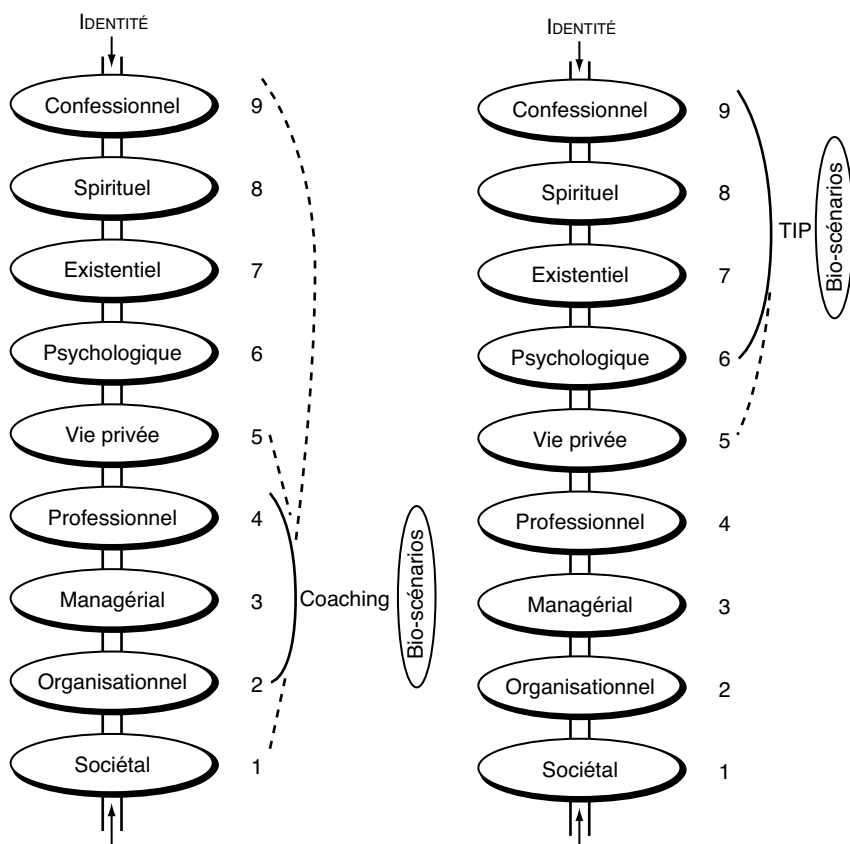 IDENTITÉ
Confessionnel 9
Spirituel 8
Existentiel 7
Psychologique 6
Vie privée 5
Professionnel 4
Managérial 3
Organisationnel 2
Sociétal 1
Coaching
Bio-scénarios
IDENTITÉ
Confessionnel 9
Spirituel 8
Existentiel 7
Psychologique 6
Vie privée 5
Professionnel 4
Managérial 3
Organisationnel 2
Sociétal 1
TIP
Bio-scénarios